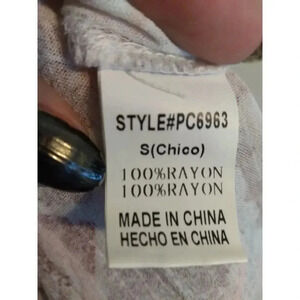 STYLE#PC6963
S(Chico)
100%RAYON
100%RAYON
MADE IN CHINA
HECHO EN CHINA